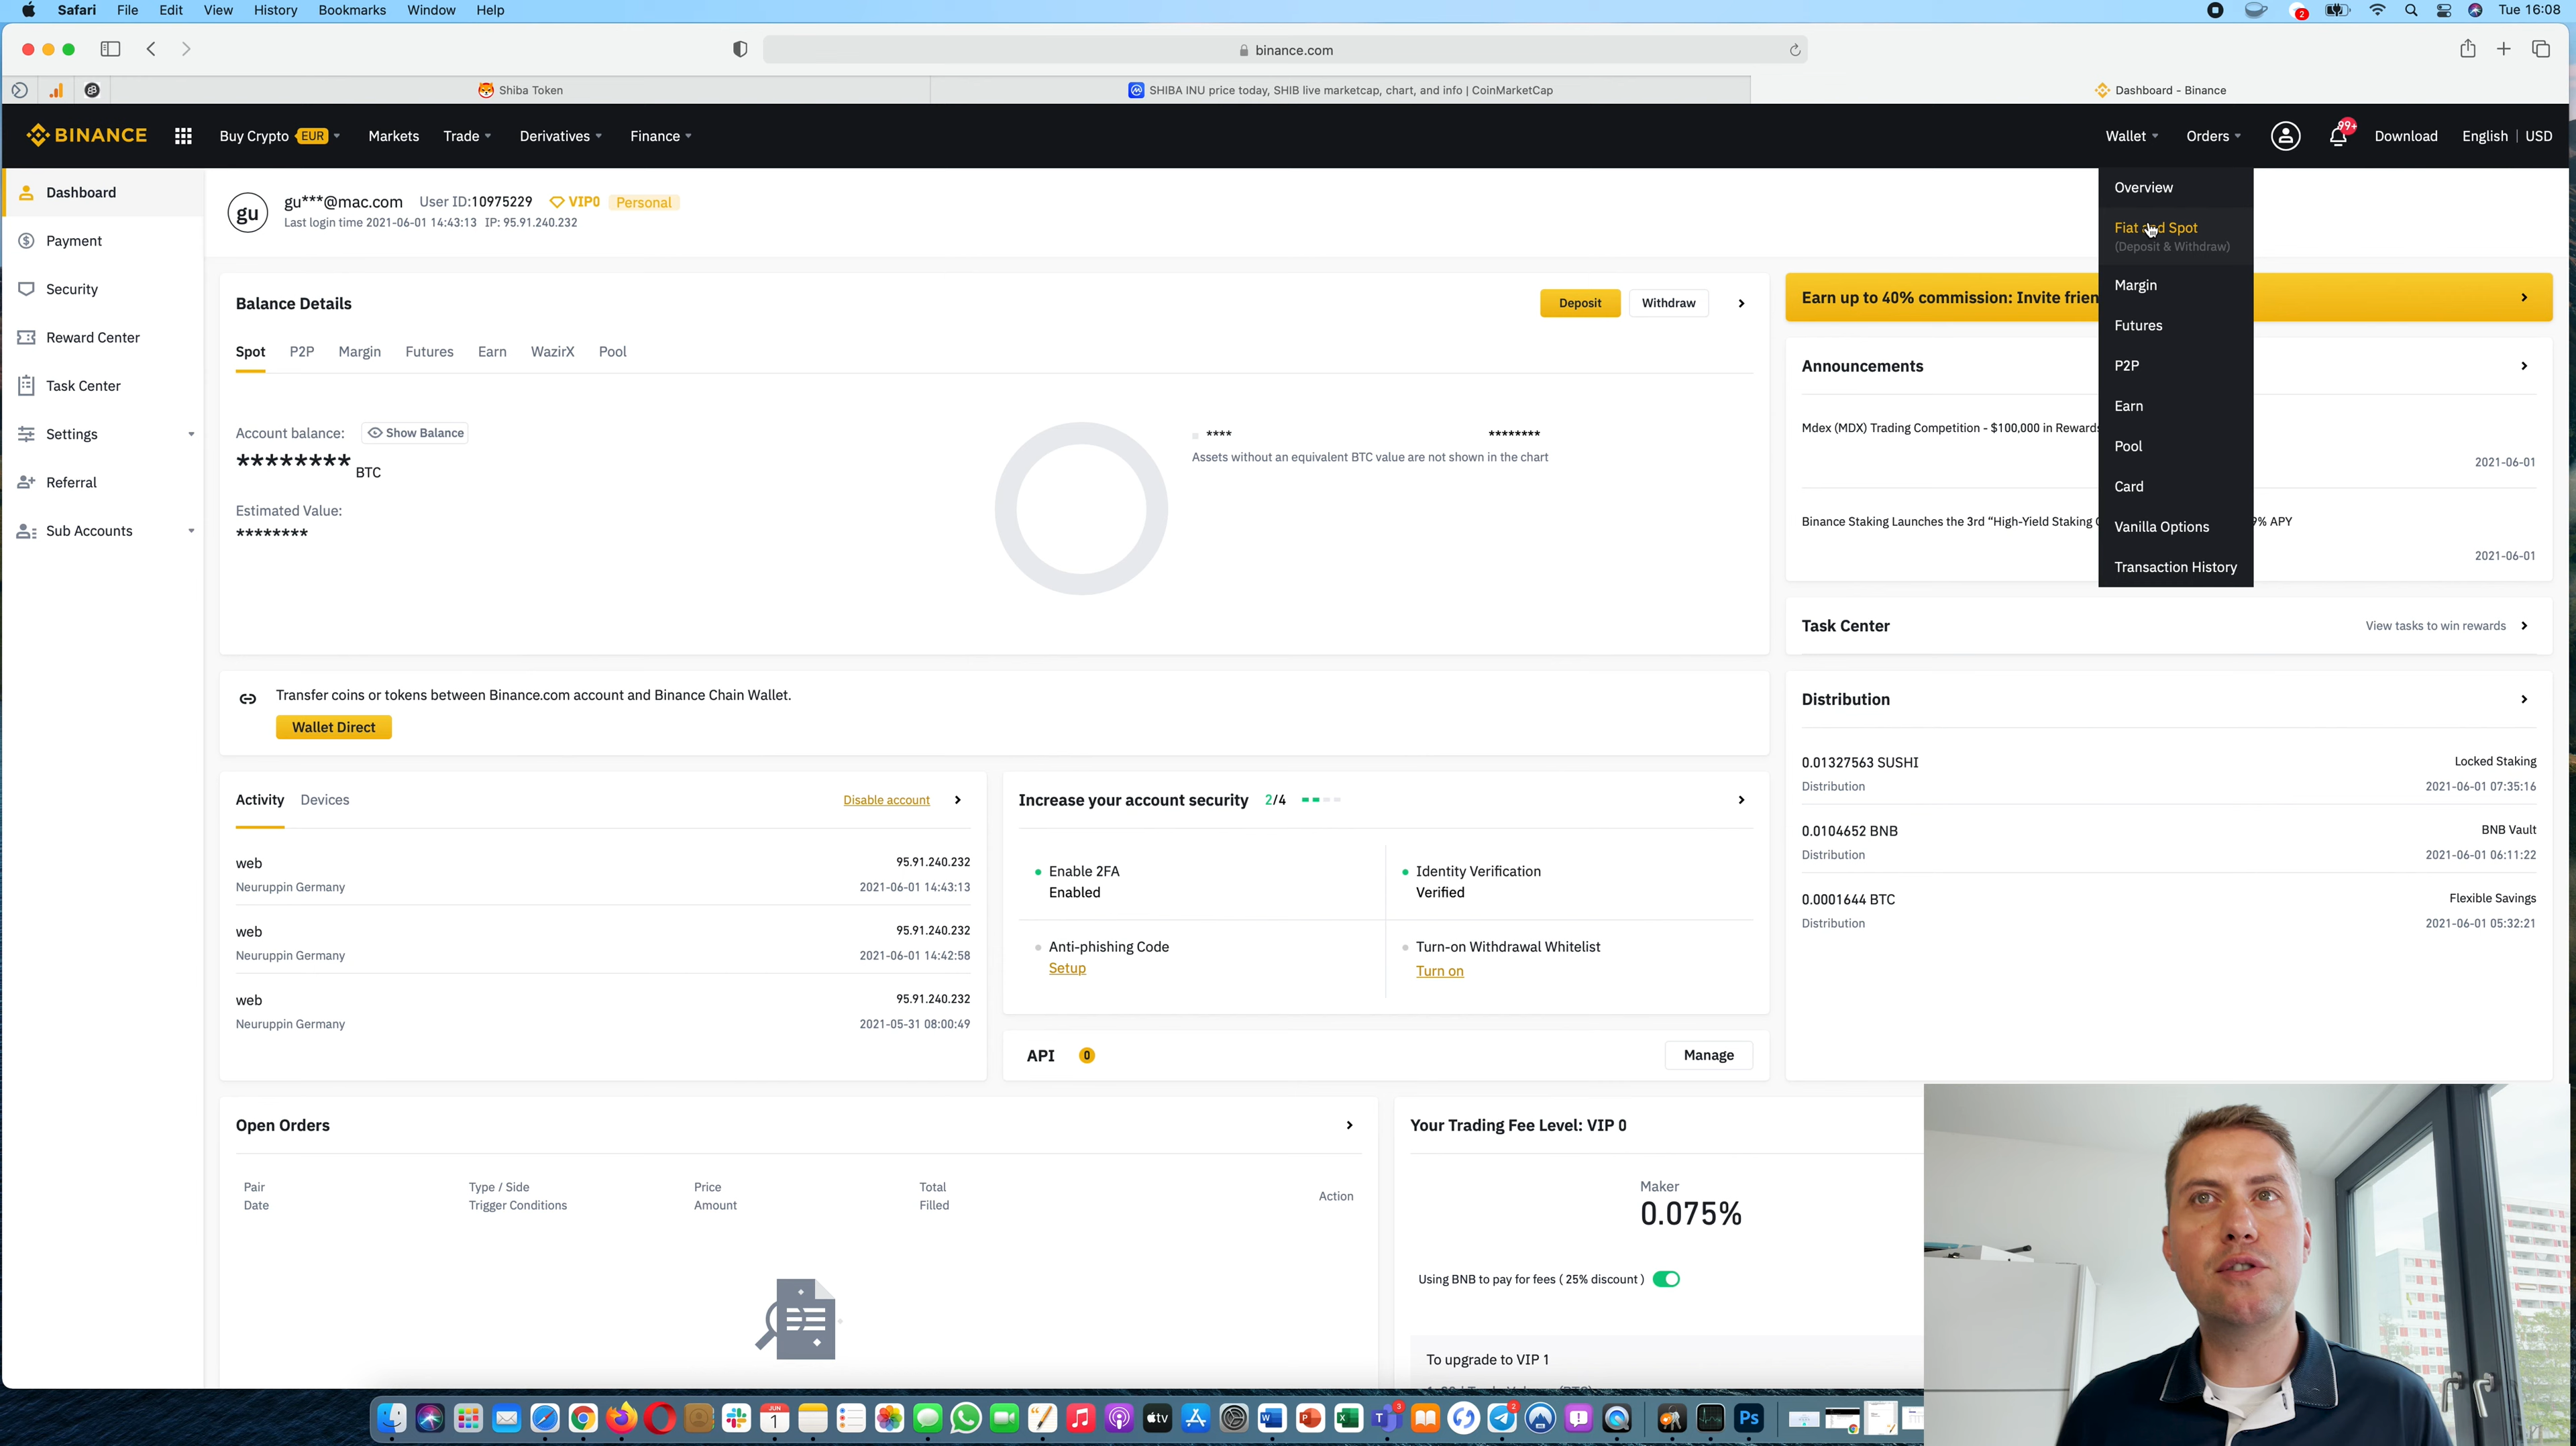 Safari File Edit View History Bookmarks Window Help
2
Tue 16:08
binance.com
Shiba Token
SHIBA INU price today, SHIB live marketcap, chart, and info | CoinMarketCap
Dashboard - Binance
BINANCE
Buy Crypto EUR Markets Trade Derivatives Finance
Wallet Orders 99+ Download English | USD
Dashboard
Payment
Security
Reward Center
Task Center
Settings
Referral
Sub Accounts
gu
gu***@mac.com User ID:10975229 VIP0 Personal
Last login time 2021-06-01 14:43:13 IP: 95.91.240.232
Overview
Fiat and Spot
(Deposit & Withdraw)
Margin
Futures
P2P
Earn
Pool
Card
Vanilla Options
Transaction History
Balance Details
Deposit Withdraw
Spot P2P Margin Futures Earn WazirX Pool
Account balance: Show Balance
******** BTC
Estimated Value:
********
**** ********
Assets without an equivalent BTC value are not shown in the chart
Earn up to 40% commission: Invite frien
Announcements
Mdex (MDX) Trading Competition - $100,000 in Reward
2021-06-01
Binance Staking Launches the 3rd “High-Yield Staking 9% APY
2021-06-01
Task Center View tasks to win rewards
Transfer coins or tokens between Binance.com account and Binance Chain Wallet.
Wallet Direct
Distribution
0.01327563 SUSHI Locked Staking
Distribution 2021-06-01 07:35:16
0.0104652 BNB BNB Vault
Distribution 2021-06-01 06:11:22
0.0001644 BTC Flexible Savings
Distribution 2021-06-01 05:32:21
Activity Devices Disable account
web 95.91.240.232
Neuruppin Germany 2021-06-01 14:43:13
web 95.91.240.232
Neuruppin Germany 2021-06-01 14:42:58
web 95.91.240.232
Neuruppin Germany 2021-05-31 08:00:49
Increase your account security 2/4
Enable 2FA
Enabled
Identity Verification
Verified
Anti-phishing Code
Setup
Turn-on Withdrawal Whitelist
Turn on
API 0 Manage
Open Orders
Pair Type / Side Price Total
Date Trigger Conditions Amount Filled
Action
Your Trading Fee Level: VIP 0
Maker
0.075%
Using BNB to pay for fees ( 25% discount )
To upgrade to VIP 1
JUN
1
tv
W
P
X
T
3
2
Ps